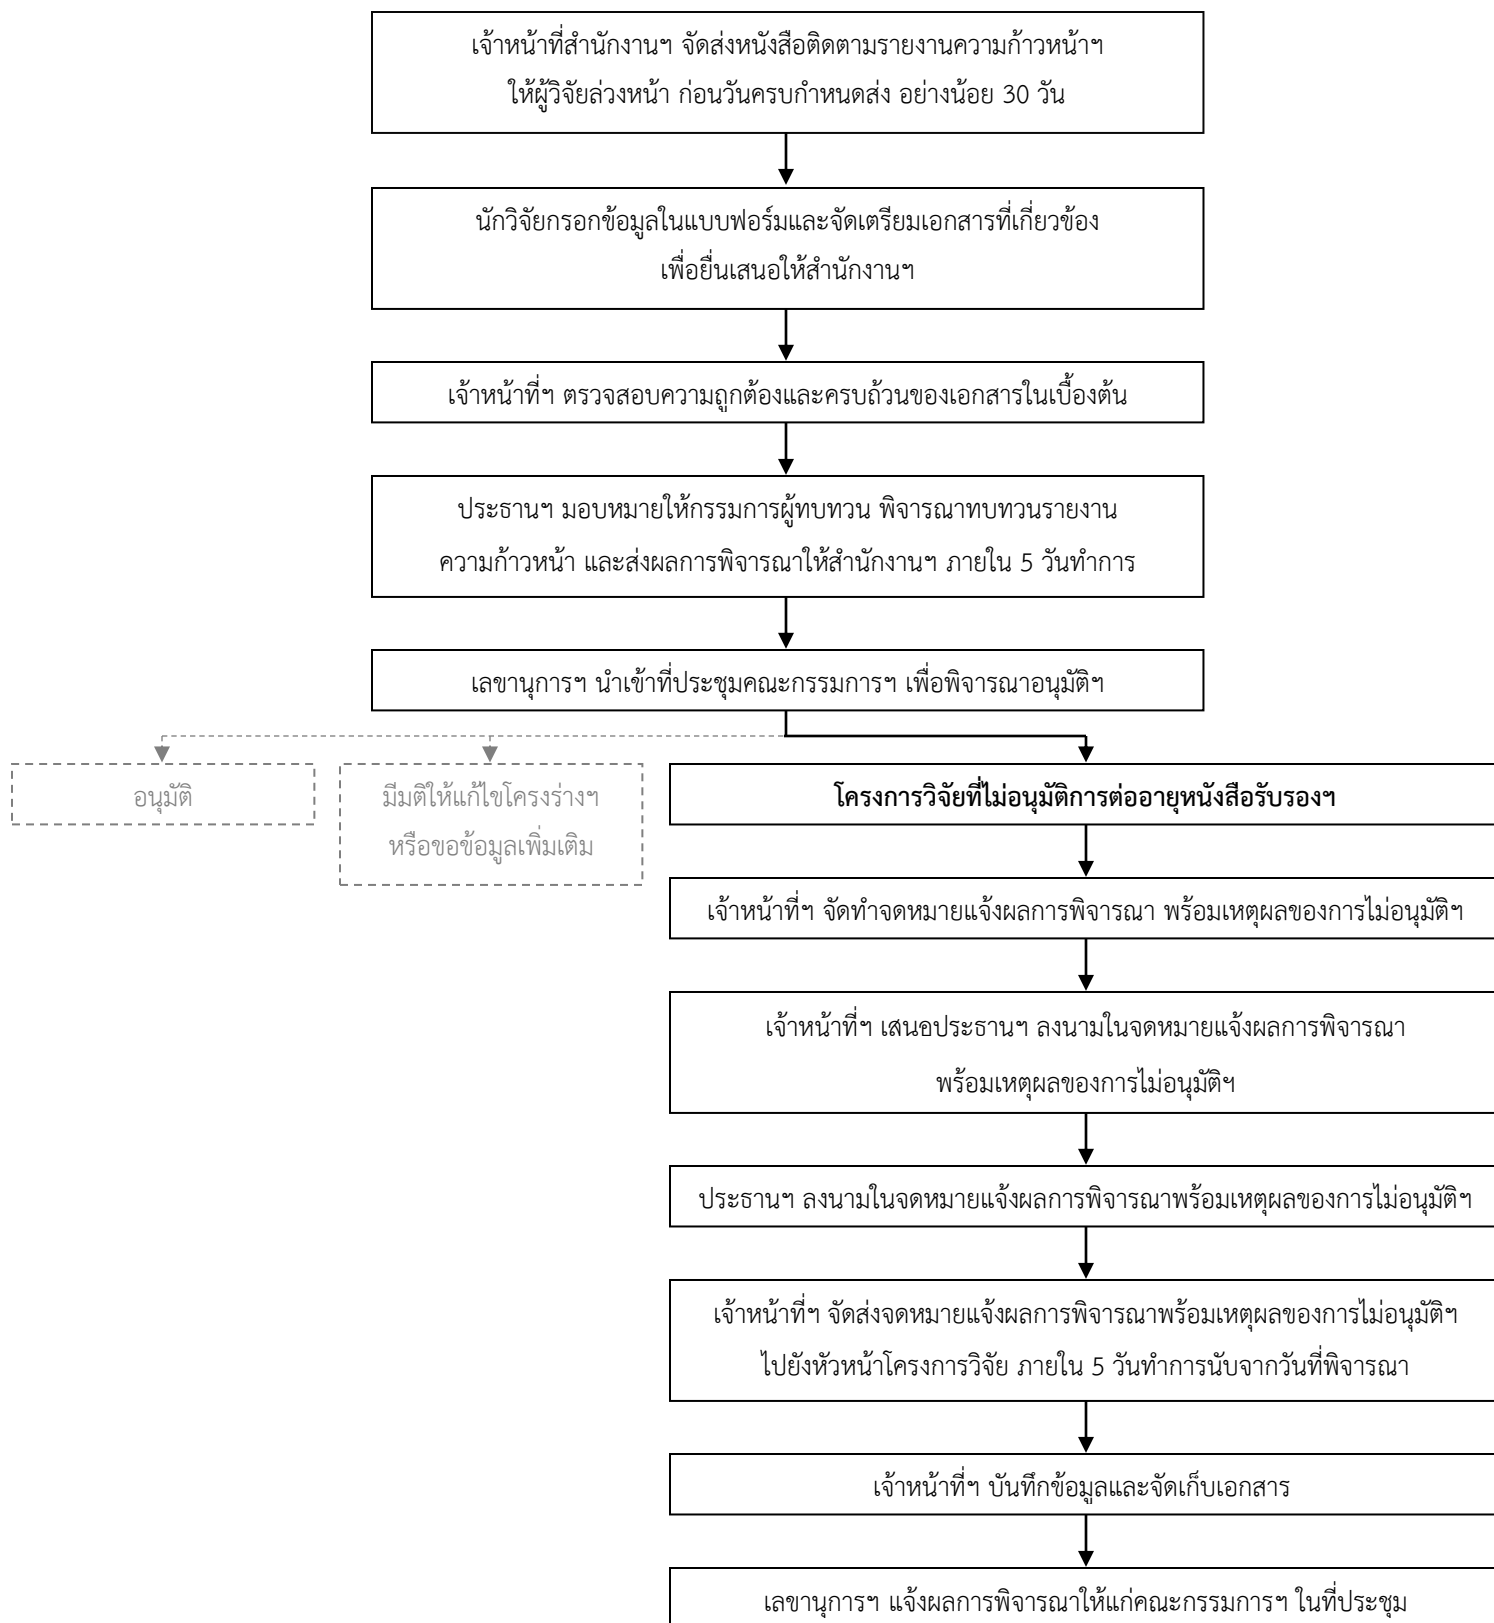 เจ้าหน้าที่สำนักงานฯ จัดส่งหนังสือติดตามรายงานความก้าวหน้าฯ
ให้ผู้วิจัยล่วงหน้า ก่อนวันครบกำหนดส่ง อย่างน้อย 30 วัน
นักวิจัยกรอกข้อมูลในแบบฟอร์มและจัดเตรียมเอกสารที่เกี่ยวข้อง
เพื่อยื่นเสนอให้สำนักงานฯ
เจ้าหน้าที่ฯ ตรวจสอบความถูกต้องและครบถ้วนของเอกสารในเบื้องต้น
ประธานฯ มอบหมายให้กรรมการผู้ทบทวน พิจารณาทบทวนรายงาน
ความก้าวหน้า และส่งผลการพิจารณาให้สำนักงานฯ ภายใน 5 วันทำการ
เลขานุการฯ นำเข้าที่ประชุมคณะกรรมการฯ เพื่อพิจารณาอนุมัติฯ
อนุมัติ
มีมติให้แก้ไขโครงร่างฯ
หรือขอข้อมูลเพิ่มเติม
โครงการวิจัยที่ไม่อนุมัติการต่ออายุหนังสือรับรองฯ
เจ้าหน้าที่ฯ จัดทำจดหมายแจ้งผลการพิจารณา พร้อมเหตุผลของการไม่อนุมัติฯ
เจ้าหน้าที่ฯ เสนอประธานฯ ลงนามในจดหมายแจ้งผลการพิจารณา
พร้อมเหตุผลของการไม่อนุมัติฯ
ประธานฯ ลงนามในจดหมายแจ้งผลการพิจารณาพร้อมเหตุผลของการไม่อนุมัติฯ
เจ้าหน้าที่ฯ จัดส่งจดหมายแจ้งผลการพิจารณาพร้อมเหตุผลของการไม่อนุมัติฯ
ไปยังหัวหน้าโครงการวิจัย ภายใน 5 วันทำการนับจากวันที่พิจารณา
เจ้าหน้าที่ฯ บันทึกข้อมูลและจัดเก็บเอกสาร
เลขานุการฯ แจ้งผลการพิจารณาให้แก่คณะกรรมการฯ ในที่ประชุม